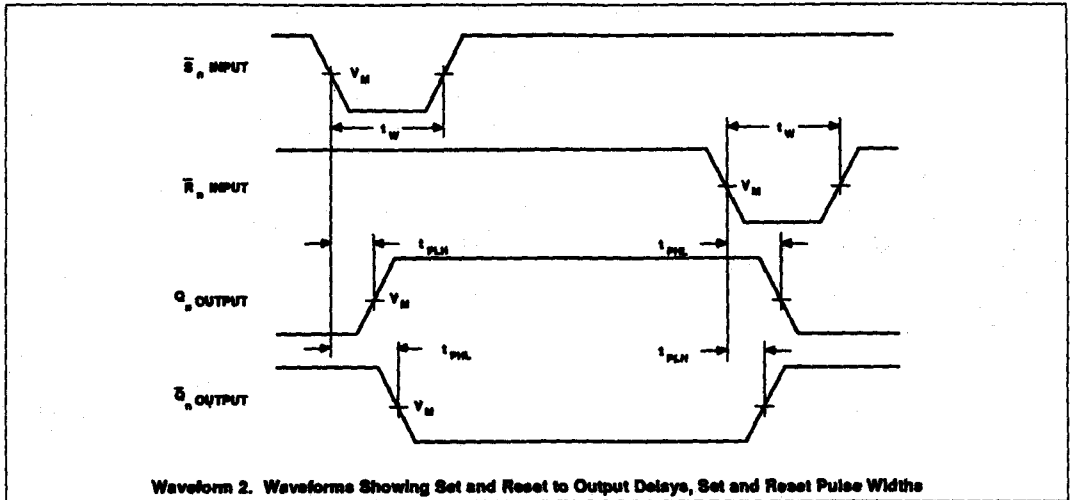 S̅n INPUT
VM
tW
tW
R̅n INPUT
VM
tPLH
tPHL
Qn OUTPUT
VM
tPHL
tPLH
Q̅n OUTPUT
VM
Waveform 2. Waveforms Showing Set and Reset to Output Delays, Set and Reset Pulse Widths